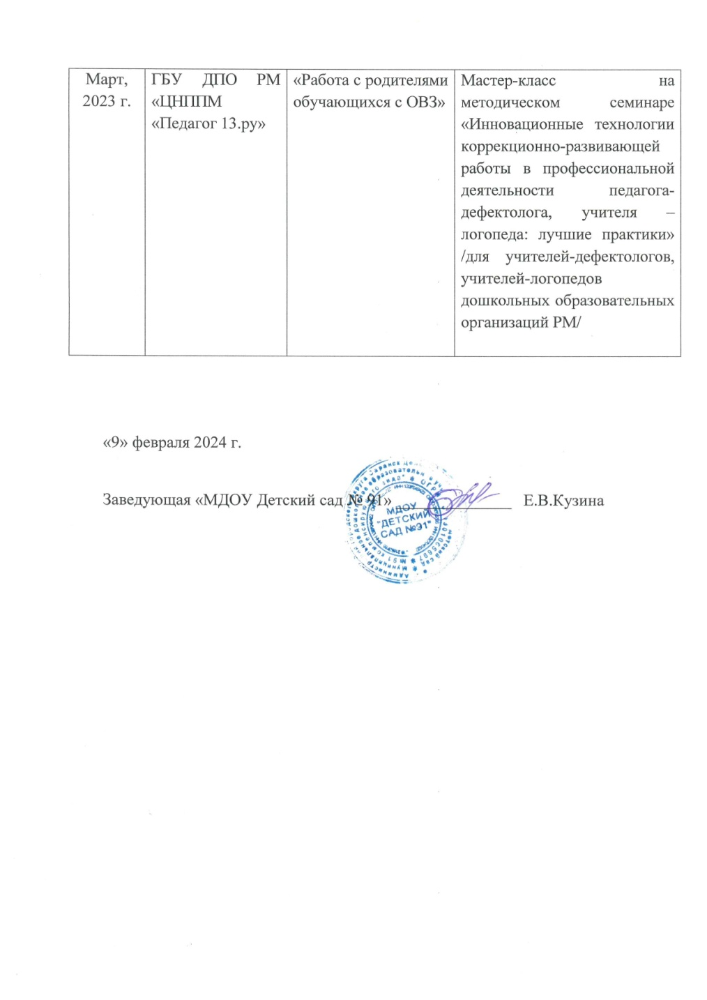 Март,
2023 г.
ГБУ ДПО РМ
«ЦНППМ
«Педагог 13.ру»
«Работа с родителями
обучающихся с ОВЗ»
Мастер-класс на
методическом семинаре
«Инновационные технологии
коррекционно-развивающей
работы в профессиональной
деятельности педагога-
дефектолога, учителя –
логопеда: лучшие практики»
/для учителей-дефектологов,
учителей-логопедов
дошкольных образовательных
организаций РМ/
«9» февраля 2024 г.
Заведующая «МДОУ Детский сад № 91» Е.В.Кузина
МДОУ
"ДЕТСКИЙ
САД №91"